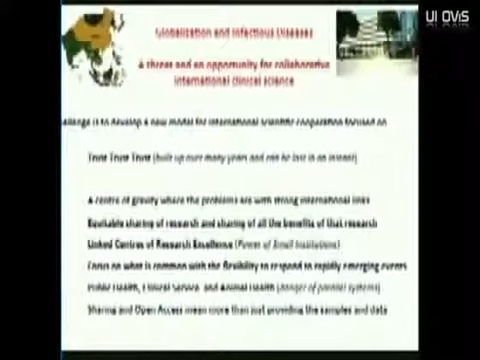 UI OVIS
Globalization and Infectious Diseases
A threat and an opportunity for collaborative
international clinical science
allenge is to develop a new model for international scientific cooperation focused on
Trust Trust Trust (built up over many years and can be lost in an instant)
A centre of gravity where the problems are with strong international links
Equitable sharing of research and sharing of all the benefits of that research
Linked Centres of Research Excellence (Power of Small Institutions)
Focus on what is common with the flexibility to respond to rapidly emerging events
Public Health, Clinical Service, and Animal Health (danger of parallel systems)
Sharing and Open Access mean more than just providing the samples and data